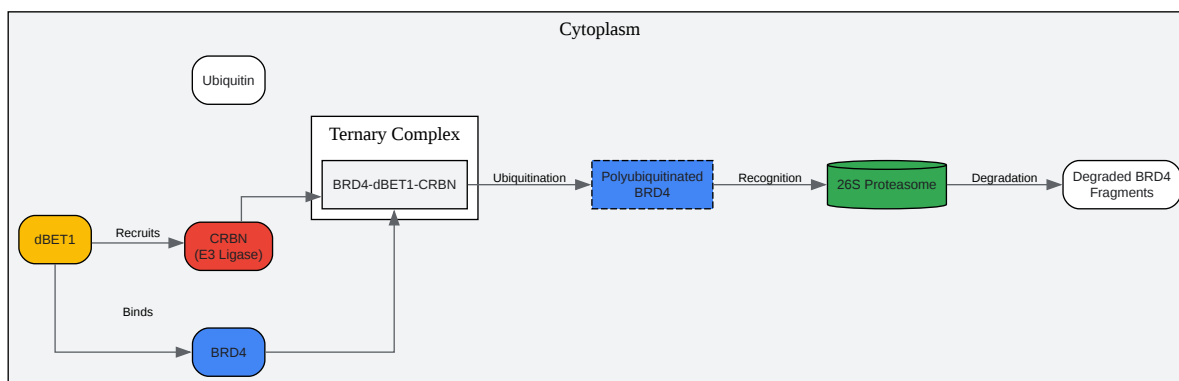 Cytoplasm
Ubiquitin
Ternary Complex
BRD4-dBET1-CRBN
Ubiquitination
Polyubiquitinated
BRD4
Recognition
26S Proteasome
Degradation
Degraded BRD4
Fragments
dBET1
Recruits
CRBN
(E3 Ligase)
Binds
BRD4